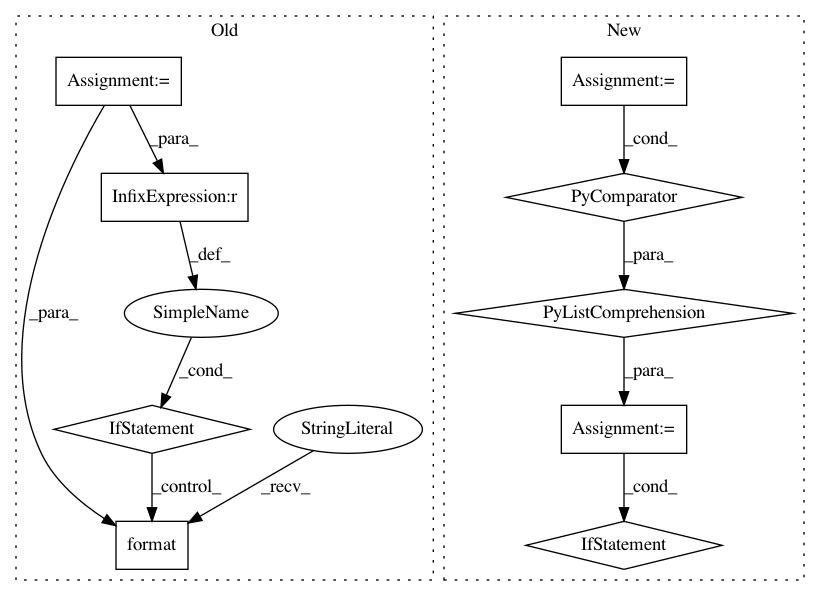 Old
New
Assignment:=
Assignment:=
_para_
_cond_
InfixExpression:r
PyComparator
_def_
_para_
_para_
SimpleName
PyListComprehension
_cond_
_para_
IfStatement
StringLiteral
Assignment:=
_control_
_recv_
_cond_
format
IfStatement